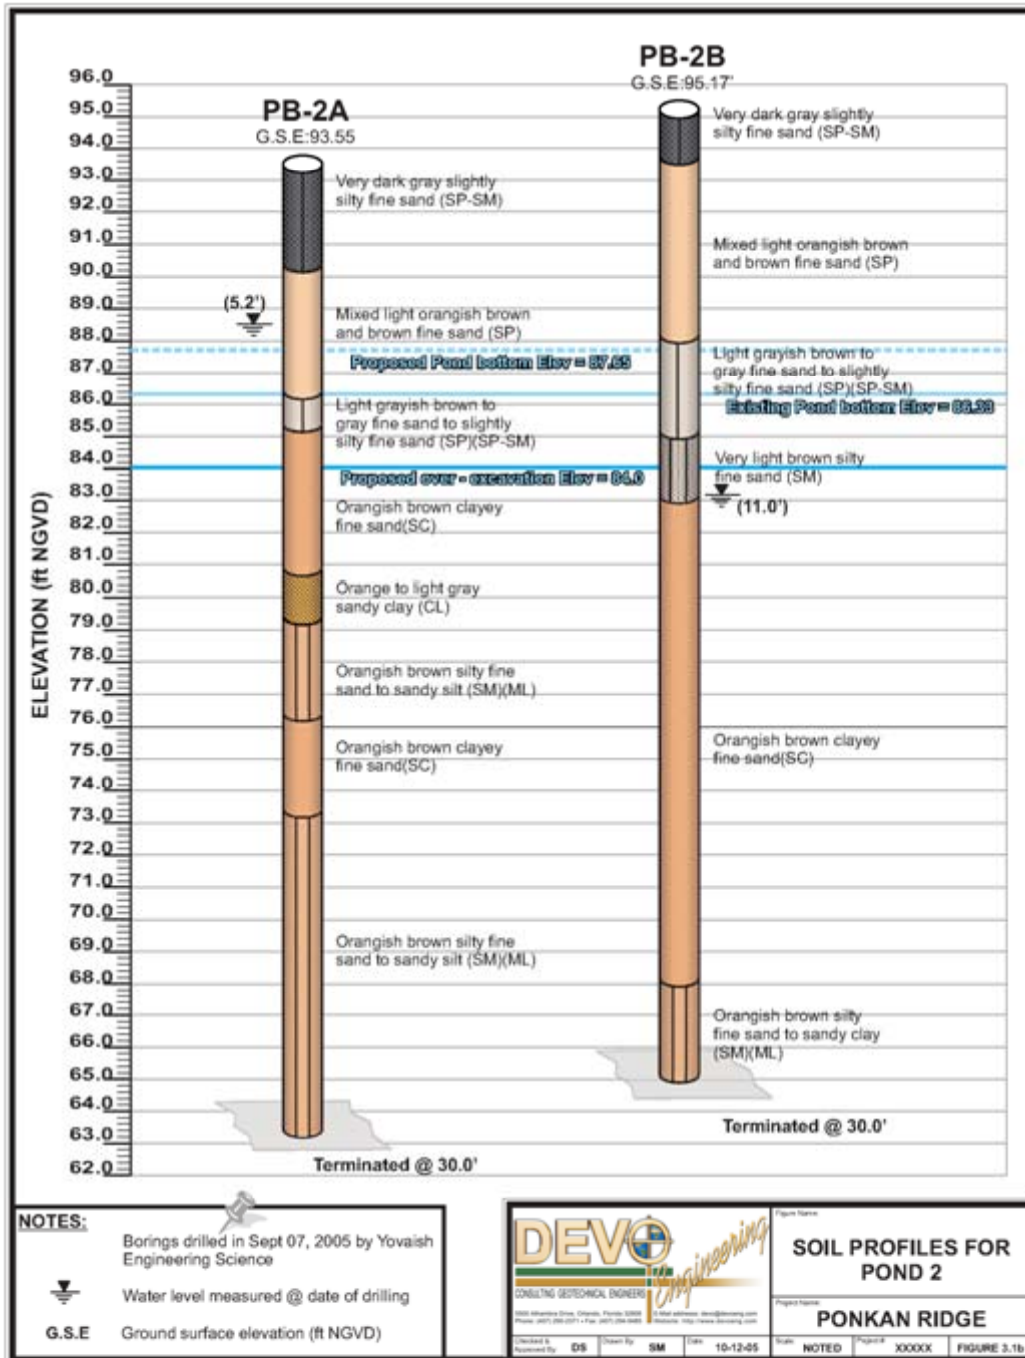 PB-2B
G.S.E:95.17'
PB-2A
G.S.E:93.55
ELEVATION (ft NGVD)
96.0
95.0
94.0
93.0
92.0
91.0
90.0
89.0
88.0
87.0
86.0
85.0
84.0
83.0
82.0
81.0
80.0
79.0
78.0
77.0
76.0
75.0
74.0
73.0
72.0
71.0
70.0
69.0
68.0
67.0
66.0
65.0
64.0
63.0
62.0
Very dark gray slightly
silty fine sand (SP-SM)
(5.2')
Mixed light orangish brown
and brown fine sand (SP)
Proposed Pond bottom Elev = 87.65
Light grayish brown to
gray fine sand to slightly
silty fine sand (SP)(SP-SM)
Proposed over - excavation Elev = 84.0
Orangish brown clayey
fine sand(SC)
Orange to light gray
sandy clay (CL)
Orangish brown silty fine
sand to sandy silt (SM)(ML)
Orangish brown clayey
fine sand(SC)
Orangish brown silty fine
sand to sandy silt (SM)(ML)
Terminated @ 30.0'
Very dark gray slightly
silty fine sand (SP-SM)
Mixed light orangish brown
and brown fine sand (SP)
Light grayish brown to
gray fine sand to slightly
silty fine sand (SP)(SP-SM)
Existing Pond bottom Elev = 86.33
Very light brown silty
fine sand (SM)
(11.0')
Orangish brown clayey
fine sand(SC)
Orangish brown silty
fine sand to sandy clay
(SM)(ML)
Terminated @ 30.0'
NOTES:
Borings drilled in Sept 07, 2005 by Yovaish
Engineering Science
Water level measured @ date of drilling
G.S.E Ground surface elevation (ft NGVD)
DEVO Engineering
CONSULTING GEOTECHNICAL ENGINEERS
Checked & Approved By: DS
Drawn By: SM
Date: 10-12-05
Figure Name:
SOIL PROFILES FOR
POND 2
Project Name:
PONKAN RIDGE
Scale: NOTED
Project #: XXXXX
FIGURE 3.1b